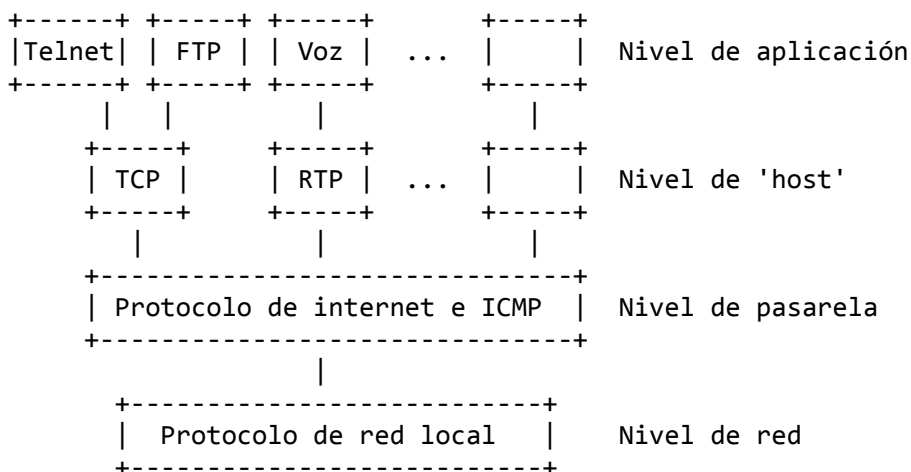 Telnet FTP Voz ... Nivel de aplicación
TCP RTP ... Nivel de 'host'
Protocolo de internet e ICMP Nivel de pasarela
Protocolo de red local Nivel de red